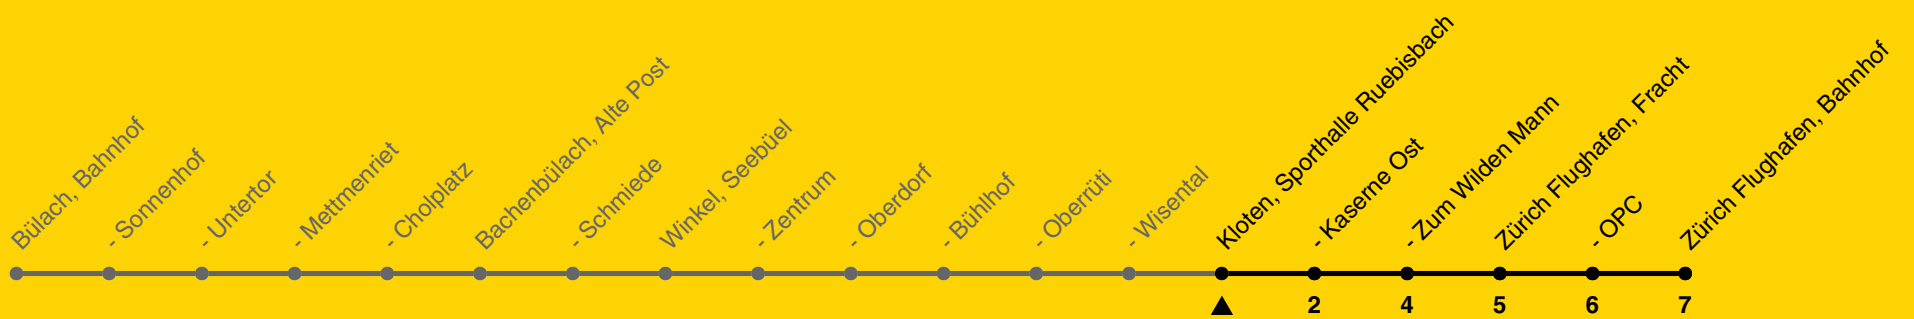 Bülach, Bahnhof
- Sonnenhof
- Untertor
- Mettmenriet
- Cholplatz
Bachenbülach, Alte Post
- Schmiede
Winkel, Seebüel
- Zentrum
- Oberdorf
- Bühlhof
- Oberrüti
- Wisental
Kloten, Sporthalle Ruebisbach
- Kaserne Ost
- Zum Wilden Mann
Zürich Flughafen, Fracht
- OPC
Zürich Flughafen, Bahnhof
2 4 5 6 7